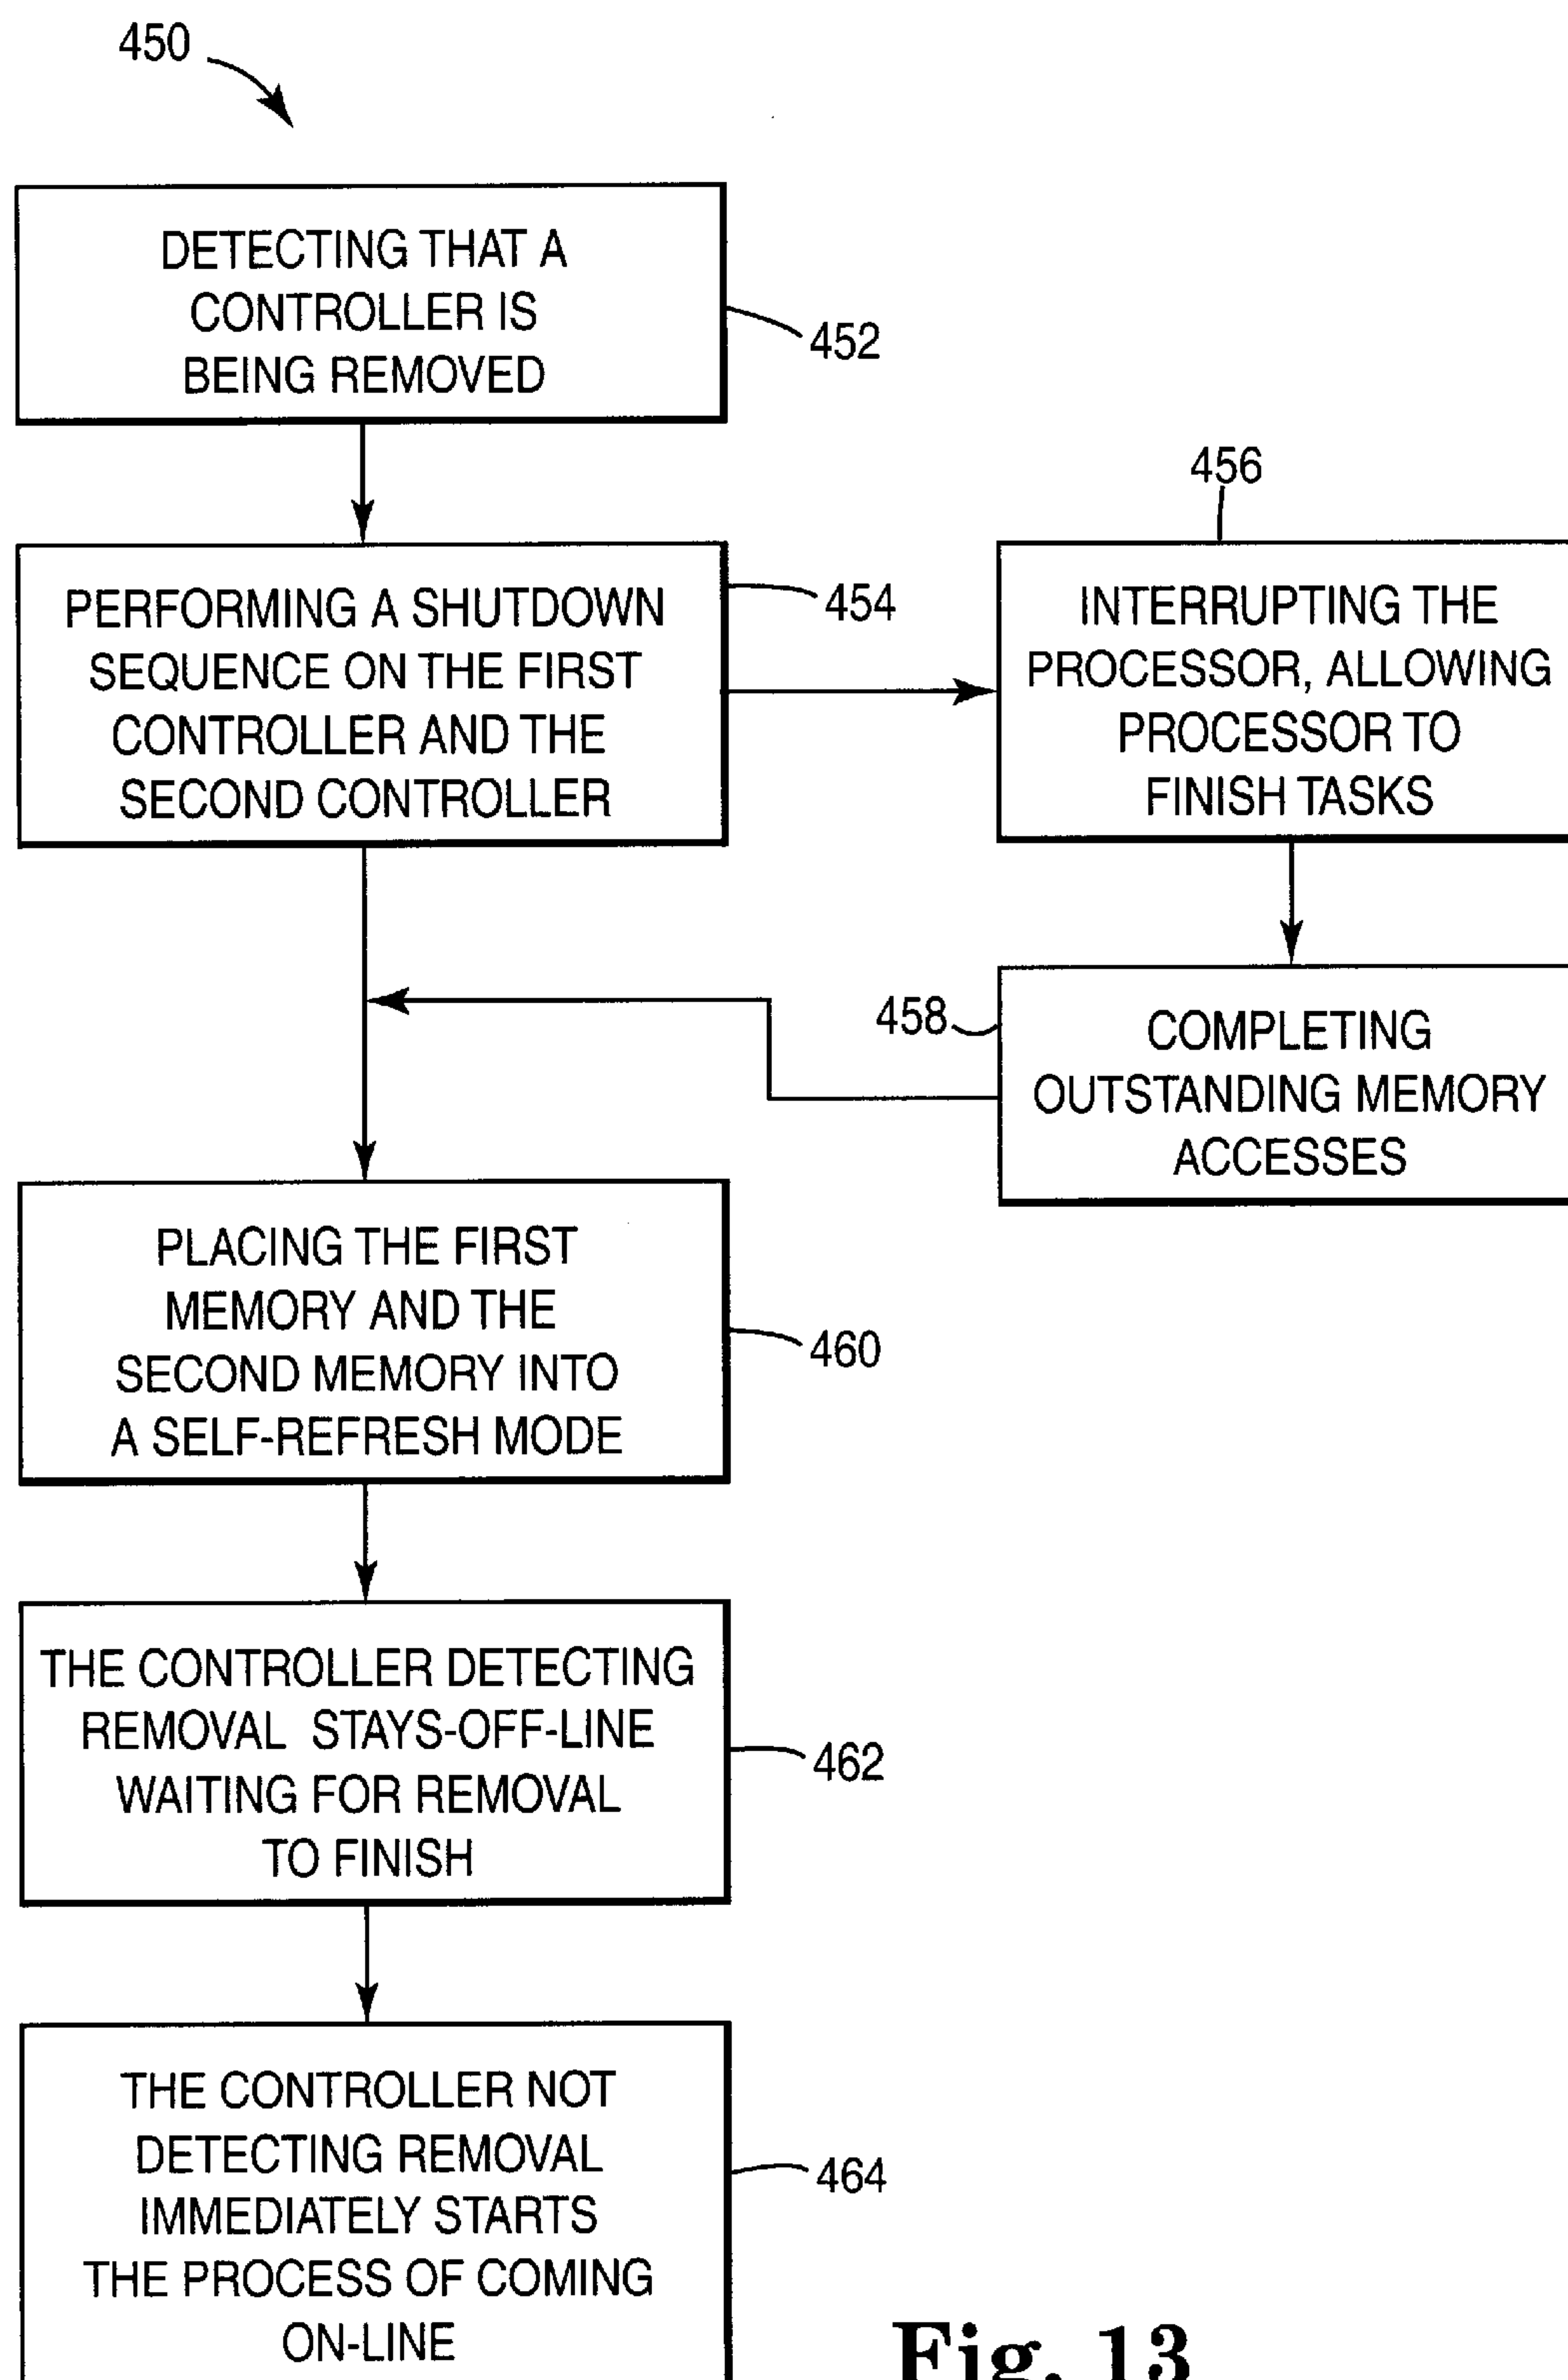 450
DETECTING THAT A
CONTROLLER IS
BEING REMOVED
452
PERFORMING A SHUTDOWN
SEQUENCE ON THE FIRST
CONTROLLER AND THE
SECOND CONTROLLER
454
456
INTERRUPTING THE
PROCESSOR, ALLOWING
PROCESSOR TO
FINISH TASKS
458
COMPLETING
OUTSTANDING MEMORY
ACCESSES
PLACING THE FIRST
MEMORY AND THE
SECOND MEMORY INTO
A SELF-REFRESH MODE
460
THE CONTROLLER DETECTING
REMOVAL STAYS-OFF-LINE
WAITING FOR REMOVAL
TO FINISH
462
THE CONTROLLER NOT
DETECTING REMOVAL
IMMEDIATELY STARTS
THE PROCESS OF COMING
ON-LINE
464
Fig. 13